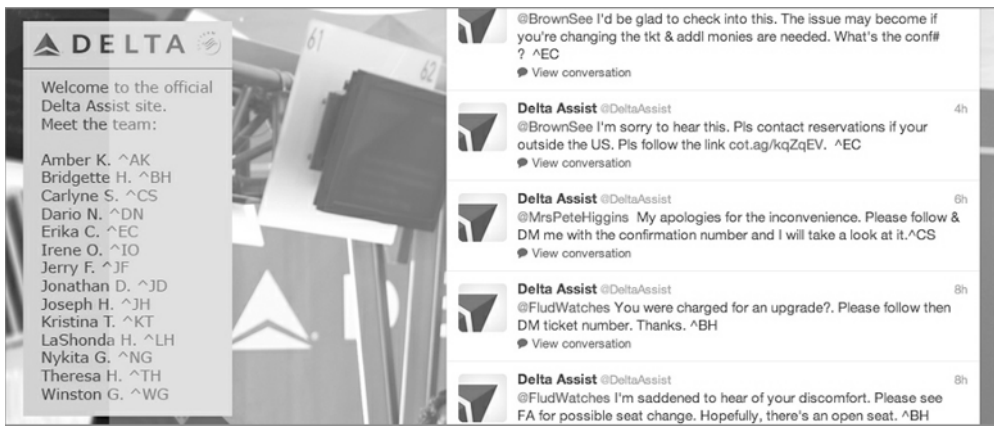 DELTA
Welcome to the official
Delta Assist site.
Meet the team:
Amber K. ^AK
Bridgette H. ^BH
Carlyne S. ^CS
Dario N. ^DN
Erika C. ^EC
Irene O. ^IO
Jerry F. ^JF
Jonathan D. ^JD
Joseph H. ^JH
Kristina T. ^KT
LaShonda H. ^LH
Nykita G. ^NG
Theresa H. ^TH
Winston G. ^WG
61
62
@BrownSee I'd be glad to check into this. The issue may become if
you're changing the tkt & addl monies are needed. What's the conf#
? ^EC
View conversation
Delta Assist @DeltaAssist 4h
@BrownSee I'm sorry to hear this. Pls contact reservations if your
outside the US. Pls follow the link cot.ag/kqZqEV. ^EC
View conversation
Delta Assist @DeltaAssist 6h
@MrsPeteHiggins My apologies for the inconvenience. Please follow &
DM me with the confirmation number and I will take a look at it.^CS
View conversation
Delta Assist @DeltaAssist 8h
@FludWatches You were charged for an upgrade?. Please follow then
DM ticket number. Thanks. ^BH
View conversation
Delta Assist @DeltaAssist 8h
@FludWatches I'm saddened to hear of your discomfort. Please see
FA for possible seat change. Hopefully, there's an open seat. ^BH